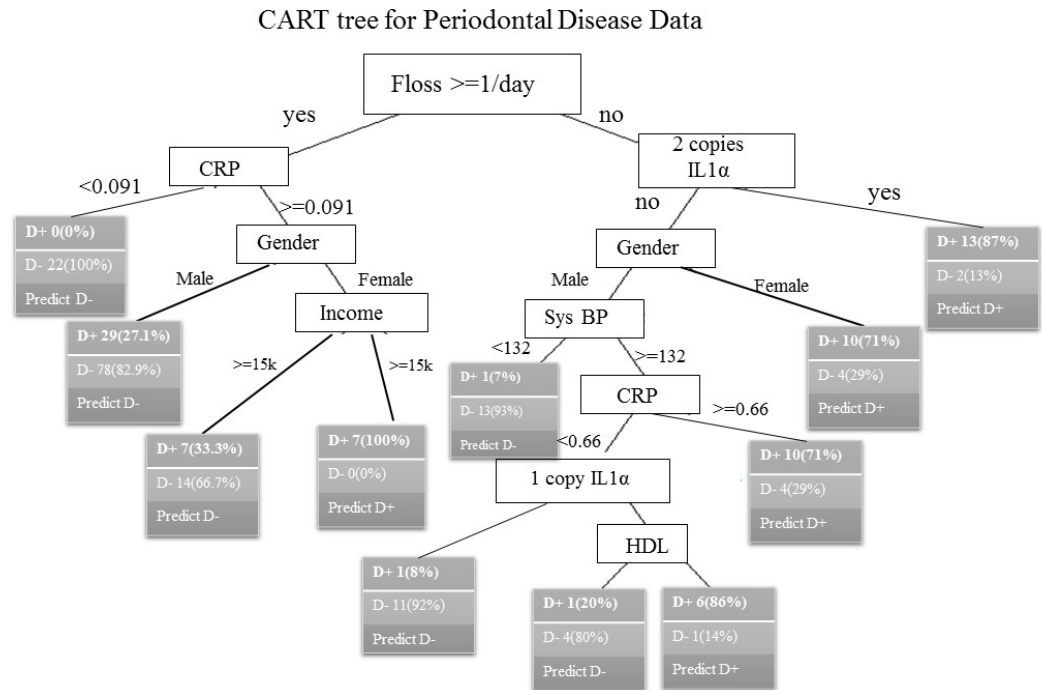 CART tree for Periodontal Disease Data
Floss >=1/day
yes
no
CRP
2 copies
IL1α
<0.091
>=0.091
no
yes
D+ 0(0%)
D- 22(100%)
Predict D-
Gender
Gender
D+ 13(87%)
D- 2(13%)
Predict D+
Male
Female
Male
Female
Income
Sys BP
D+ 29(27.1%)
D- 78(82.9%)
Predict D-
>=15k
>=15k
<132
>=132
D+ 10(71%)
D- 4(29%)
Predict D+
D+ 1(7%)
D- 13(93%)
Predict D-
CRP
<0.66
>=0.66
D+ 7(33.3%)
D- 14(66.7%)
Predict D-
D+ 7(100%)
D- 0(0%)
Predict D+
1 copy IL1α
D+ 10(71%)
D- 4(29%)
Predict D+
HDL
D+ 1(8%)
D- 11(92%)
Predict D-
D+ 1(20%)
D- 4(80%)
Predict D-
D+ 6(86%)
D- 1(14%)
Predict D+